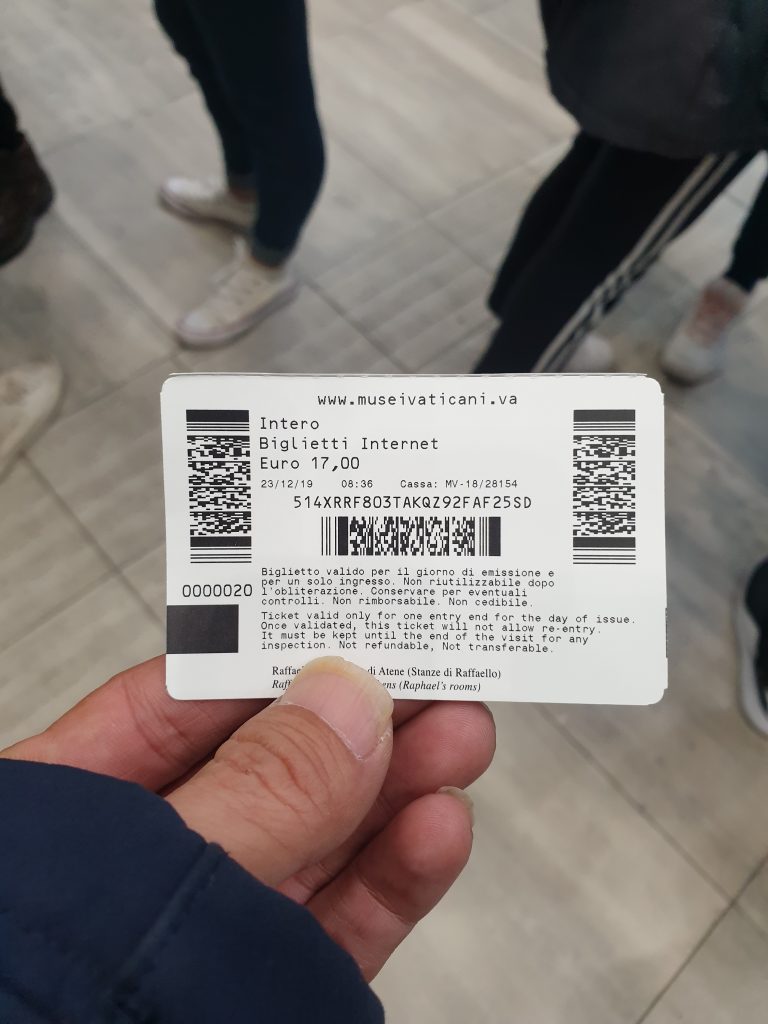 www.museivaticani.va
Intero
Biglietti Internet
Euro 17,00
23/12/19 08:36 Cassa: MV-18/28154
514XRRF803TAKQZ92FAF25SD
Biglietto valido per il giorno di emissione e
per un solo ingresso. Non riutilizzabile dopo
l'obliterazione. Conservare per eventuali
controlli. Non rimborsabile. Non cedibile.
0000020
Ticket valid only for one entry end for the day of issue.
Once validated, this ticket will not allow re-entry.
It must be kept until the end of the visit for any
inspection. Not refundable, Not transferable.
di Atene (Stanze di Raffaello)
(Raphael's rooms)